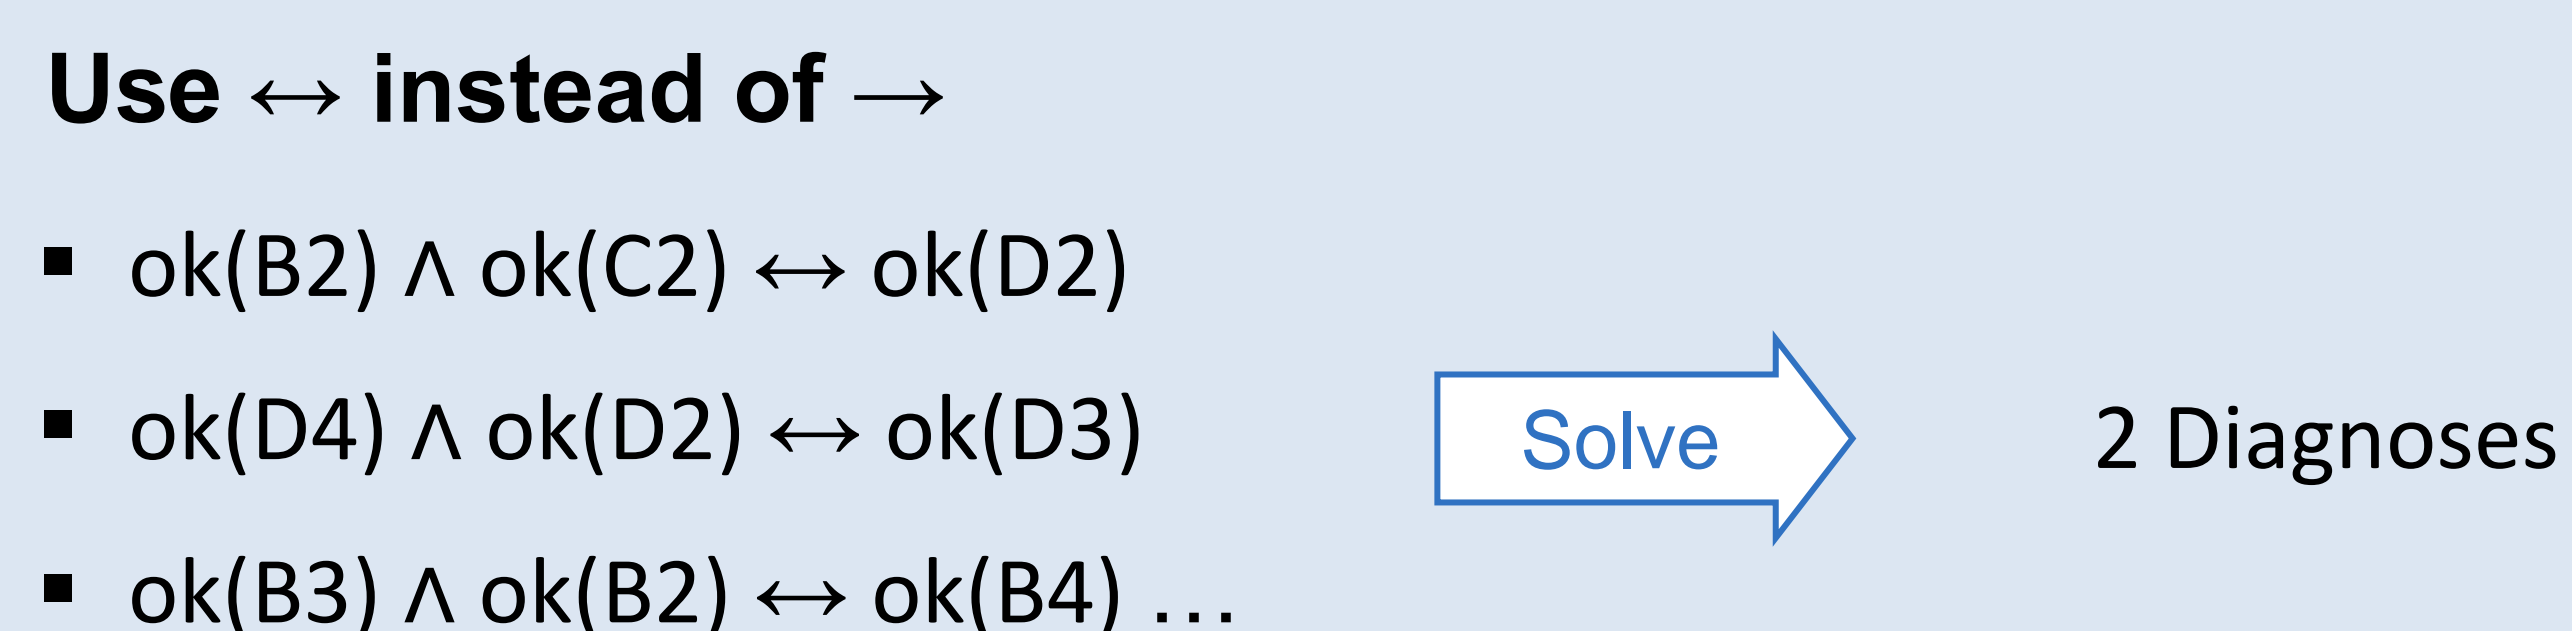 Use ↔ instead of →
▪ ok(B2) ∧ ok(C2) ↔ ok(D2)
▪ ok(D4) ∧ ok(D2) ↔ ok(D3)
Solve
2 Diagnoses
▪ ok(B3) ∧ ok(B2) ↔ ok(B4) …